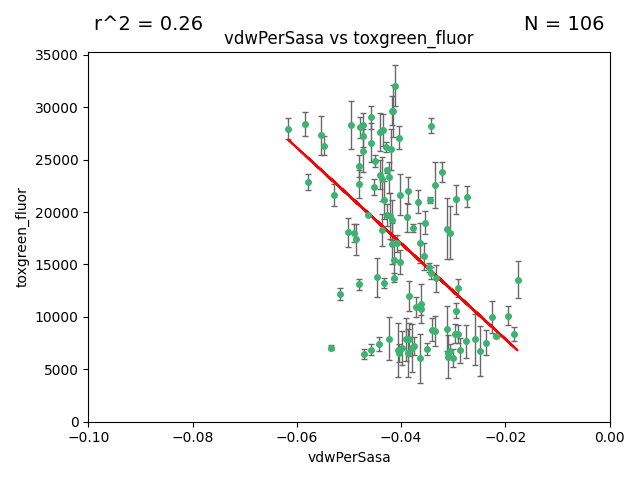 r^2 = 0.26
N = 106
vdwPerSasa vs toxgreen_fluor
35000
30000
25000
20000
15000
10000
5000
0
toxgreen_fluor
−0.10
−0.08
−0.06
−0.04
−0.02
0.00
vdwPerSasa